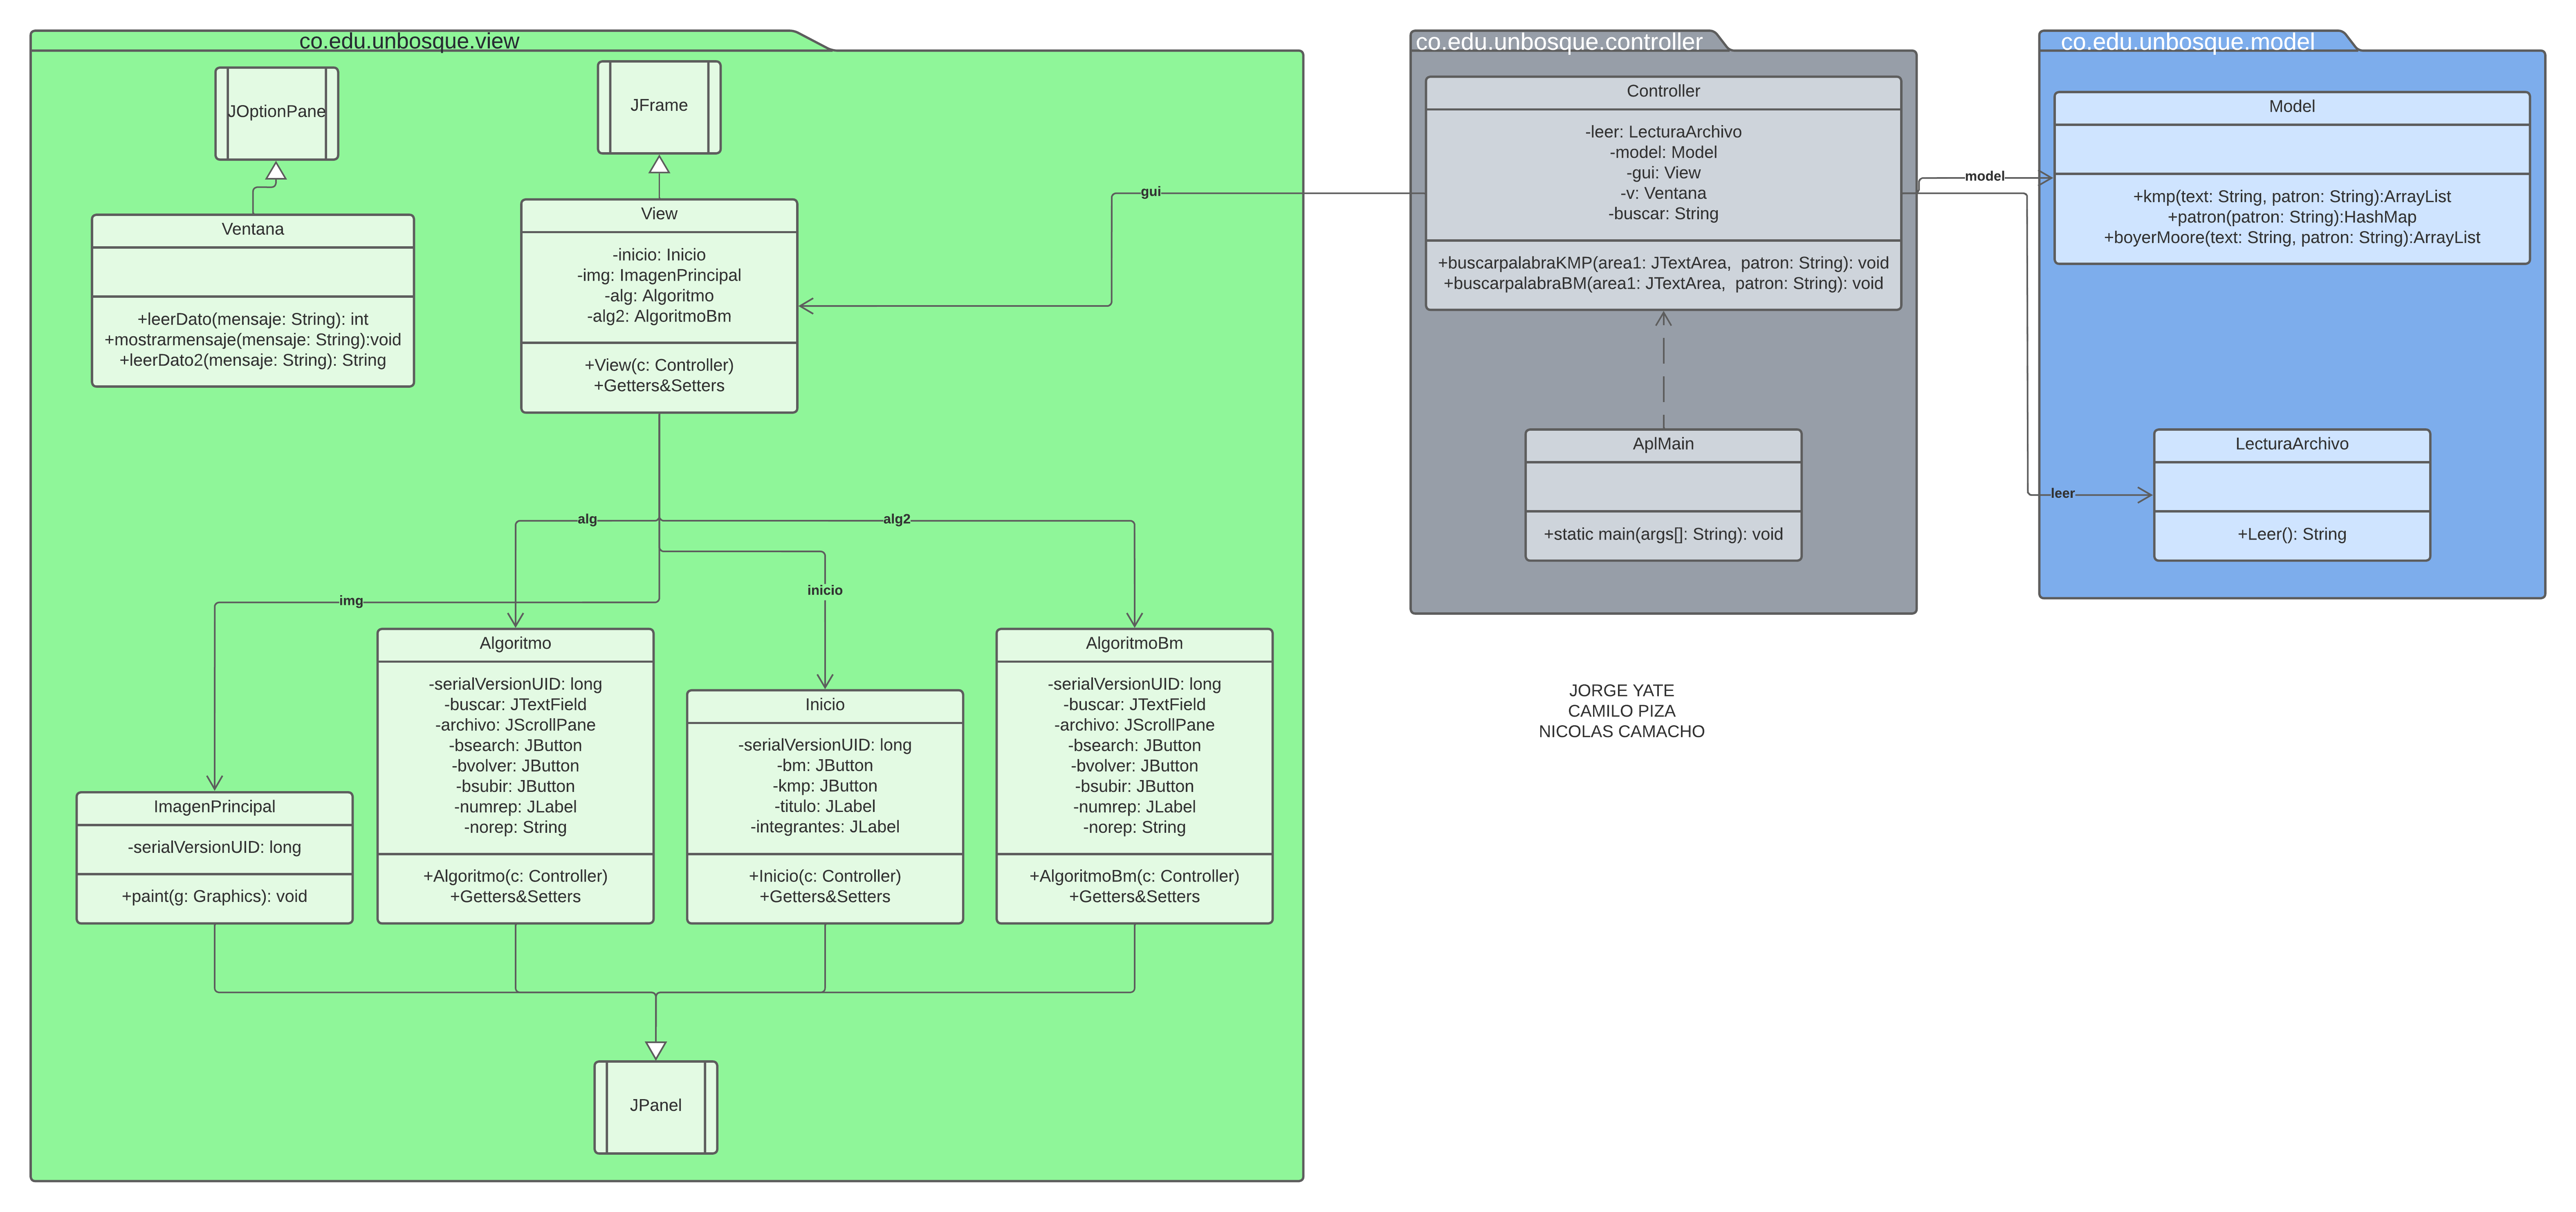 co.edu.unbosque.view
JOptionPane
JFrame
Ventana
+leerDato(mensaje: String): int
+mostrarmensaje(mensaje: String):void
+leerDato2(mensaje: String): String
View
-inicio: Inicio
-img: ImagenPrincipal
-alg: Algoritmo
-alg2: AlgoritmoBm
+View(c: Controller)
+Getters&Setters
gui
alg
alg2
img
inicio
ImagenPrincipal
-serialVersionUID: long
+paint(g: Graphics): void
Algoritmo
-serialVersionUID: long
-buscar: JTextField
-archivo: JScrollPane
-bsearch: JButton
-bvolver: JButton
-bsubir: JButton
-numrep: JLabel
-norep: String
+Algoritmo(c: Controller)
+Getters&Setters
Inicio
-serialVersionUID: long
-bm: JButton
-kmp: JButton
-titulo: JLabel
-integrantes: JLabel
+Inicio(c: Controller)
+Getters&Setters
AlgoritmoBm
-serialVersionUID: long
-buscar: JTextField
-archivo: JScrollPane
-bsearch: JButton
-bvolver: JButton
-bsubir: JButton
-numrep: JLabel
-norep: String
+AlgoritmoBm(c: Controller)
+Getters&Setters
JPanel
co.edu.unbosque.controller
Controller
-leer: LecturaArchivo
-model: Model
-gui: View
-v: Ventana
-buscar: String
+buscarpalabraKMP(area1: JTextArea,  patron: String): void
+buscarpalabraBM(area1: JTextArea,  patron: String): void
AplMain
+static main(args[]: String): void
JORGE YATE
CAMILO PIZA
NICOLAS CAMACHO
model
leer
co.edu.unbosque.model
Model
+kmp(text: String, patron: String):ArrayList
+patron(patron: String):HashMap
+boyerMoore(text: String, patron: String):ArrayList
LecturaArchivo
+Leer(): String